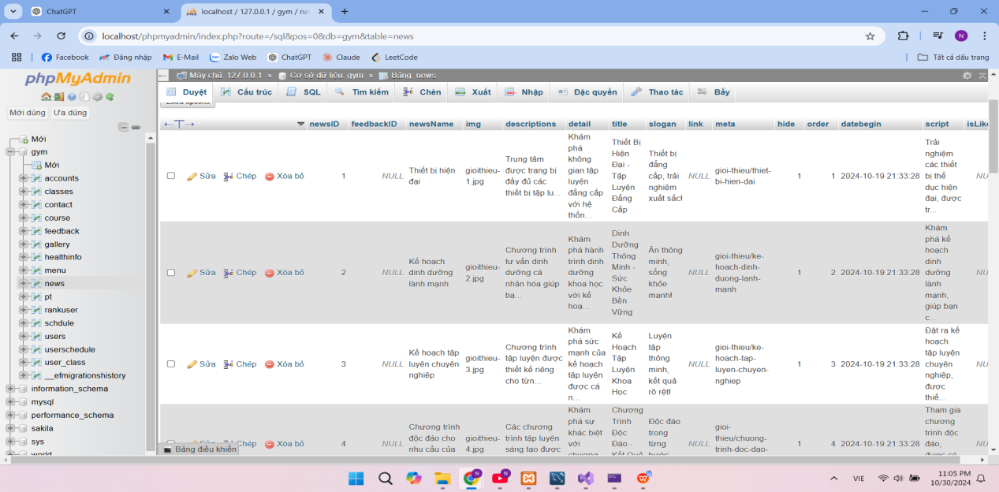 ChatGPT
localhost / 127.0.0.1 / gym / ne
localhost/phpmyadmin/index.php?route=/sql&pos=0&db=gym&table=news
N
Facebook
Đăng nhập
E-Mail
Zalo Web
ChatGPT
Claude
LeetCode
Tất cả dấu trang
phpMyAdmin
Mới dùng
Ưa dùng
Mới
gym
Mới
accounts
classes
contact
course
feedback
gallery
healthinfo
menu
news
pt
rankuser
schdule
users
userschedule
user_class
__efmigrationshistory
information_schema
mysql
performance_schema
sakila
sys
world
Máy chủ: 127.0.0.1 » Cơ sở dữ liệu: gym » Bảng: news
Duyệt
Cấu trúc
SQL
Tìm kiếm
Chèn
Xuất
Nhập
Đặc quyền
Thao tác
Bẫy
Extra options
newsID feedbackID newsName img descriptions detail title slogan link meta hide order datebegin script isLike
Sửa Chép Xóa bỏ
1
NULL
Thiết bị hiện
đại
gioithieu-
1.jpg
Trung tâm
được trang bị
đầy đủ các
thiết bị tập lu...
Khám
phá
không
gian tập
luyện
đẳng cấp
với hệ
thốn...
Thiết Bị
Hiện
Đại -
Tập
Luyện
Đẳng
Cấp
Thiết bị
đẳng
cấp, trải
nghiệm
xuất sắc!
NULL
gioi-thieu/thiet-
bi-hien-dai
1
1
2024-10-19 21:33:28
Trải
nghiệm
các thiết
bị thể
dục hiện
đại, được
tr...
NU
Sửa Chép Xóa bỏ
2
NULL
Kế hoạch
dinh dưỡng
lành mạnh
gioithieu-
2.jpg
Chương trình
tư vấn dinh
dưỡng cá
nhân hóa giúp
bạ...
Khám
phá hành
trình dinh
dưỡng
khoa học
với kế
hoạ...
Dinh
Dưỡng
Thông
Minh -
Sức
Khỏe
Bền
Vững
Ăn thông
minh,
sống
khỏe
mạnh!
NULL
gioi-thieu/ke-
hoach-dinh-
duong-lanh-
manh
1
2
2024-10-19 21:33:28
Khám
phá kế
hoạch
dinh
dưỡng
lành
mạnh,
giúp bạn
c...
NU
Sửa Chép Xóa bỏ
3
NULL
Kế hoạch tập
luyện chuyên
nghiệp
gioithieu-
3.jpg
Chương trình
tập luyện được
thiết kế riêng
cho từn...
Khám phá sức
mạnh của
kế hoạch
tập luyện
được cá
n...
Kế
Hoạch
Tập
Luyện
Khoa
Học
Luyện
tập
thông
minh,
kết quả
rõ rệt!
NULL
gioi-thieu/ke-
hoach-tap-
luyen-chuyen-
nghiep
1
3
2024-10-19 21:33:28
Đặt ra kế
hoạch
tập luyện
chuyên
nghiệp,
được
thiế...
NU
Chép Xóa bỏ
4
NULL
Chương trình
độc đáo cho
nhu cầu của
gioithieu-
4.jpg
Các chương
trình tập luyện
sáng tạo được
Khám
phá sự
khác biệt
với
chương
Chương
Trình
Độc
Đáo -
Kết Quả
Độc đáo
trong
từng
bước
NULL
gioi-
thieu/chuong-
trinh-doc-dao-
1
4
2024-10-19 21:33:28
Tham gia
chương
trình độc
đáo,
được có
NU
Bảng điều khiển
VIE
11:05 PM
10/30/2024